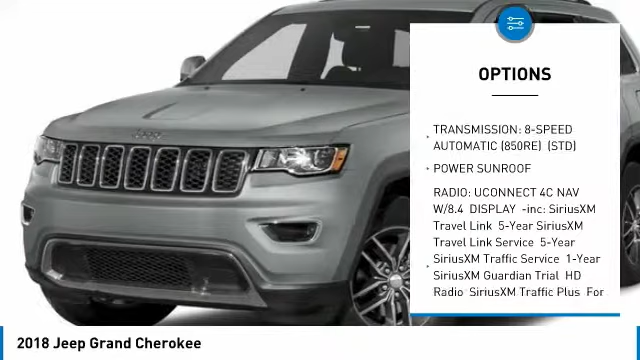 Jeep
OPTIONS
TRANSMISSION: 8-SPEED
AUTOMATIC (850RE) (STD)
POWER SUNROOF
RADIO: UCONNECT 4C NAV
W/8.4 DISPLAY -inc: SiriusXM
Travel Link 5-Year SiriusXM
Travel Link Service 5-Year
SiriusXM Traffic Service 1-Year
SiriusXM Guardian Trial HD
Radio SiriusXM Traffic Plus For
2018 Jeep Grand Cherokee